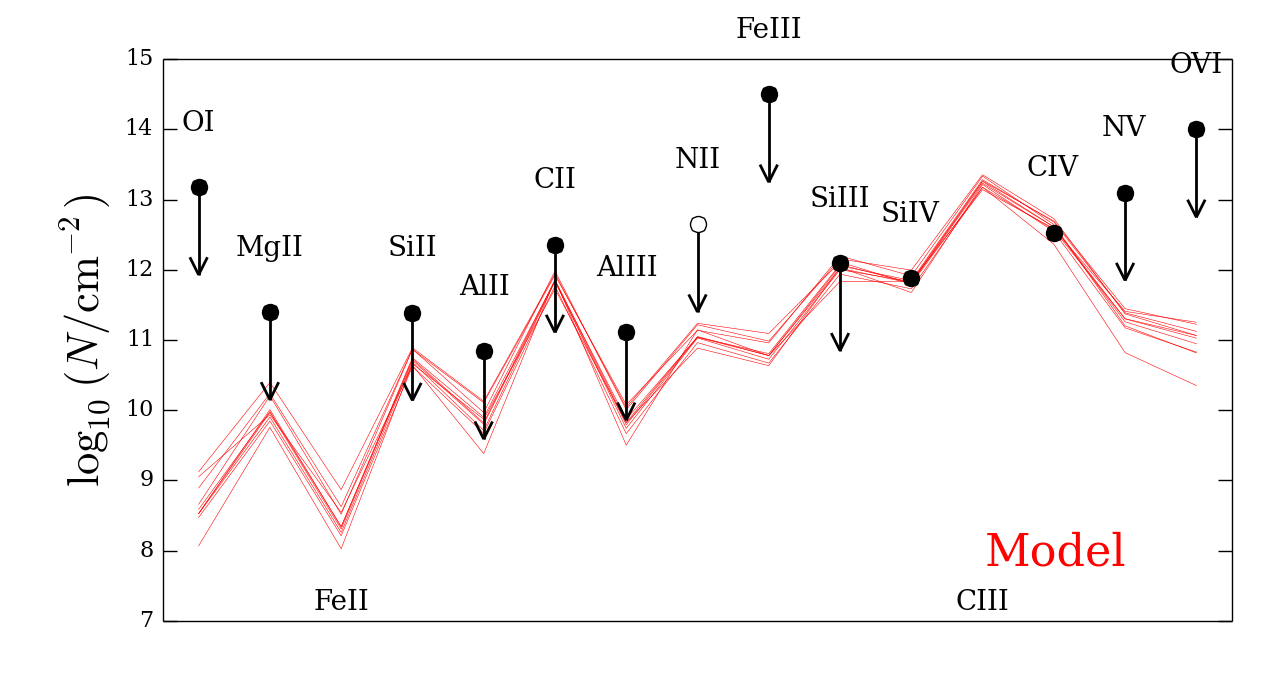 FeIII
15
OVI
14
OI
NV
CII
NII
CIV
13
SiIII
SiIV
MgII
SiII
12
AlIII
AlII
11
log₁₀ (N/cm⁻²)
10
9
8
Model
FeII
CIII
7